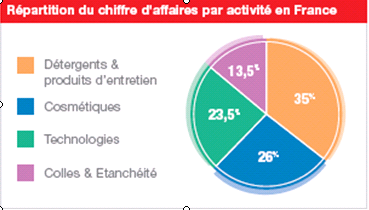 Répartition du chiffre d'affaires par activité en France
Détergents &
produits d'entretien
Cosmétiques
Technologies
Colles & Etanchéité
13,5%
35%
23,5%
26%